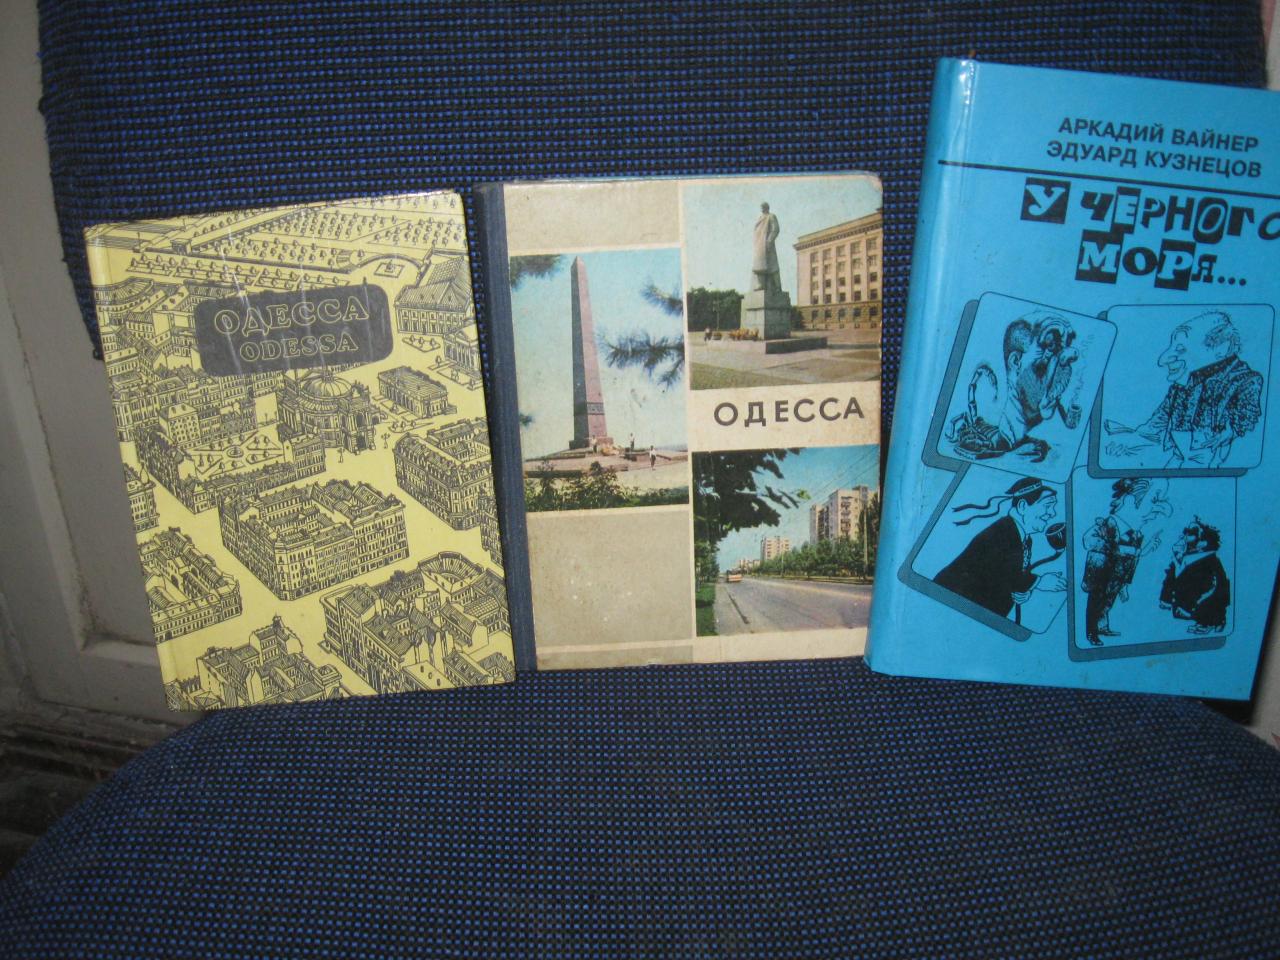 ОДЕССА
ODESSA
ОДЕССА
АРКАДИЙ ВАЙНЕР
ЭДУАРД КУЗНЕЦОВ
У ЧЕРНОГО
МОРЯ...